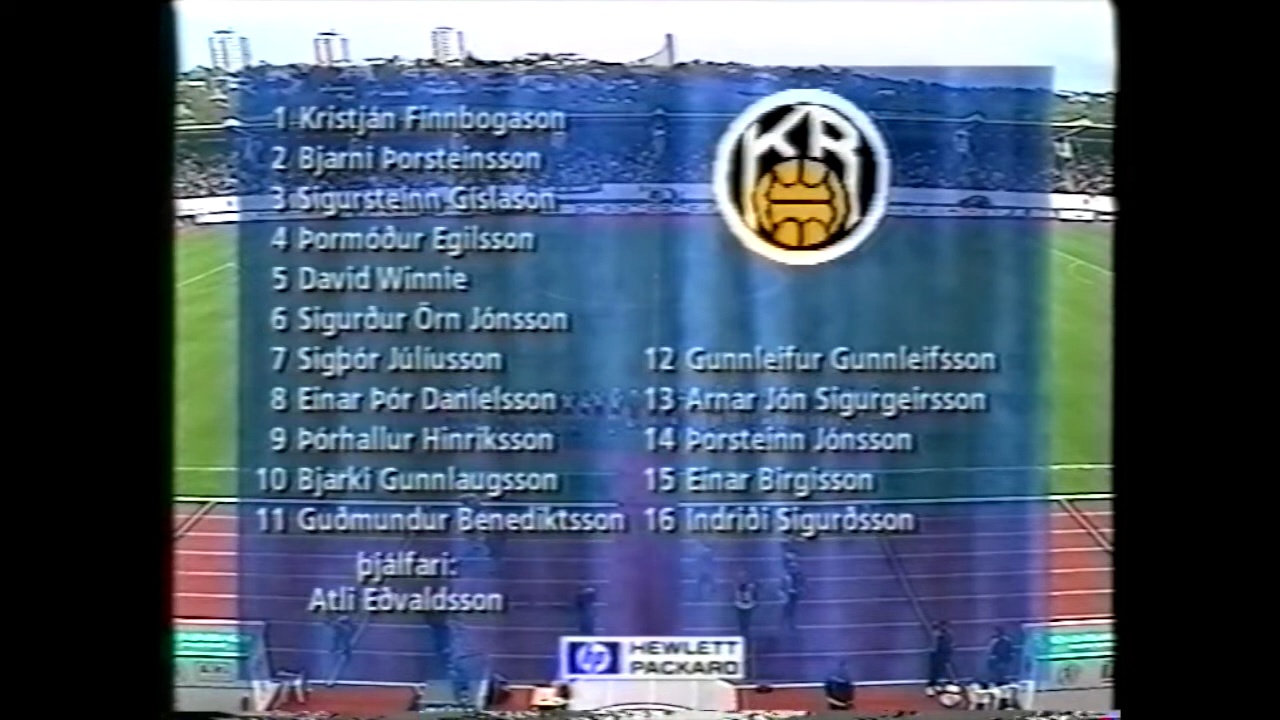 KR
1 Kristján Finnbogason
2 Bjarni Þorsteinsson
3 Sigursteinn Gíslason
4 Þormóður Egilsson
5 David Winnie
6 Sigurður Örn Jónsson
7 Sigþór Júlíusson
8 Einar Þór Daníelsson
9 Þórhallur Hinriksson
10 Bjarki Gunnlaugsson
11 Guðmundur Benediktsson
12 Gunnleifur Gunnleifsson
13 Arnar Jón Sigurgeirsson
14 Þorsteinn Jónsson
15 Einar Birgisson
16 Indriði Sigurðsson
þjálfari:
Atli Eðvaldsson
hp HEWLETT
PACKARD